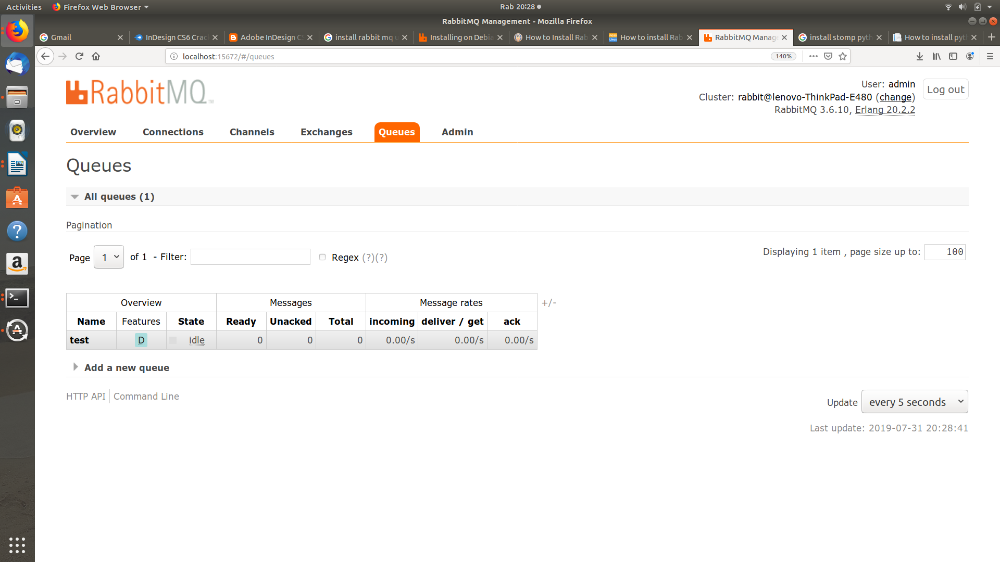 Activities Firefox Web Browser Rab 20:28
RabbitMQ Management - Mozilla Firefox
Gmail InDesign CS6 Crac Adobe InDesign CS install rabbit mq u Installing on Debia How to Install Rab How to install Rab RabbitMQ Manage install stomp pyth How to install pyt
localhost:15672/#/queues 140%
RabbitMQ™
User: admin Log out
Cluster: rabbit@lenovo-ThinkPad-E480 (change)
RabbitMQ 3.6.10, Erlang 20.2.2
Overview Connections Channels Exchanges Queues Admin
Queues
All queues (1)
Pagination
Page 1 of 1 - Filter: Regex (?)(?) Displaying 1 item , page size up to: 100
Overview Messages Message rates +/-
Name Features State Ready Unacked Total incoming deliver / get ack
test D idle 0 0 0 0.00/s 0.00/s 0.00/s
Add a new queue
HTTP API Command Line
Update every 5 seconds
Last update: 2019-07-31 20:28:41